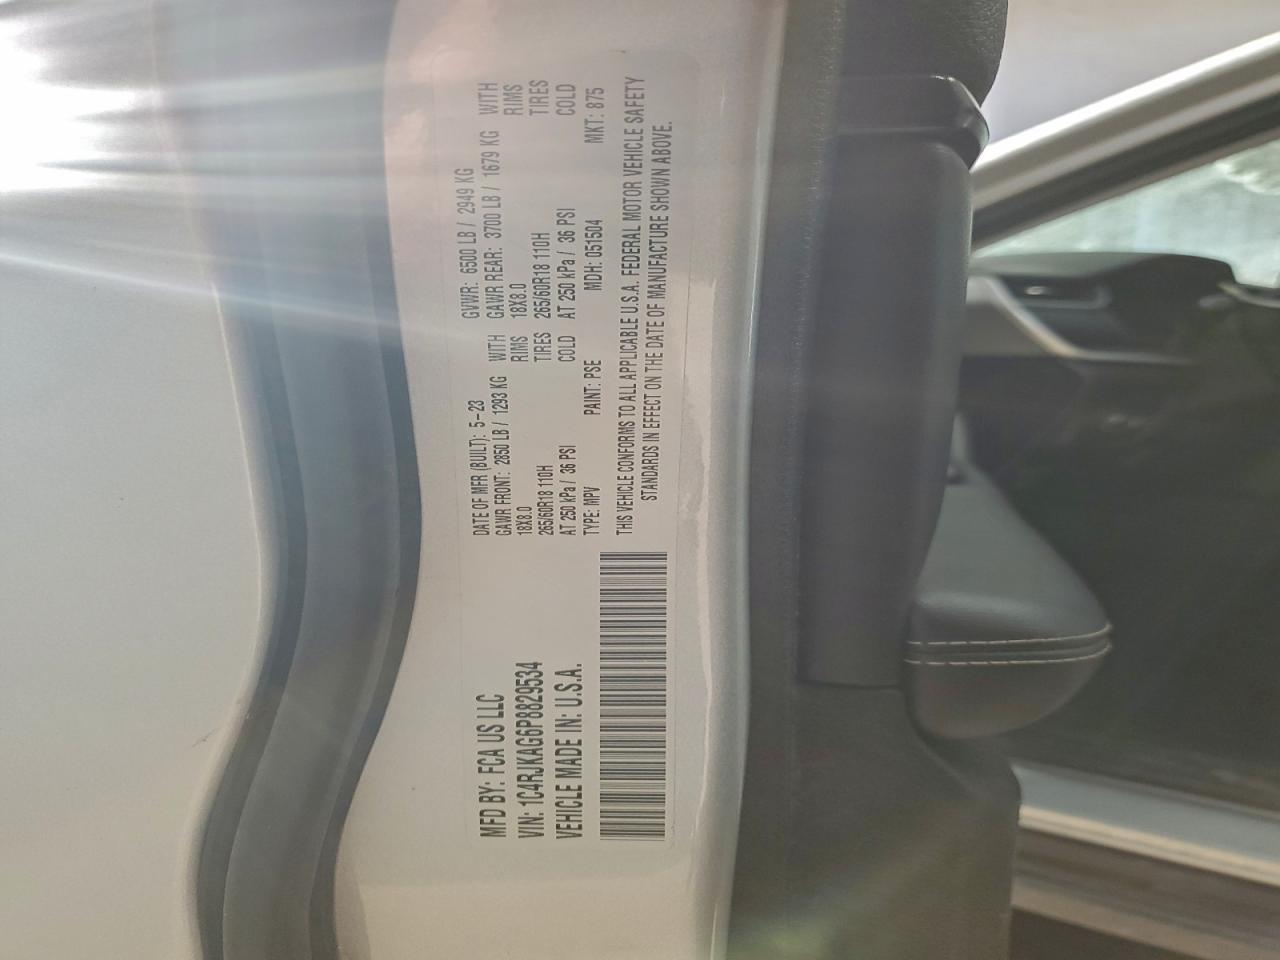 MFD BY: FCA US LLC
VIN: 1C4RJKAG6P8829534
VEHICLE MADE IN: U.S.A.
DATE OF MFR (BUILT): 5-23 GVWR: 6500 LB / 2949 KG
GAWR FRONT: 2850 LB / 1293 KG WITH GAWR REAR: 3700 LB / 1679 KG WITH
18X8.0 RIMS 18X8.0 RIMS
265/60R18 110H TIRES 265/60R18 110H TIRES
AT 250 kPa / 36 PSI COLD AT 250 kPa / 36 PSI COLD
TYPE: MPV PAINT: PSE MDH: 051504 MKT: 875
THIS VEHICLE CONFORMS TO ALL APPLICABLE U.S.A. FEDERAL MOTOR VEHICLE SAFETY
STANDARDS IN EFFECT ON THE DATE OF MANUFACTURE SHOWN ABOVE.